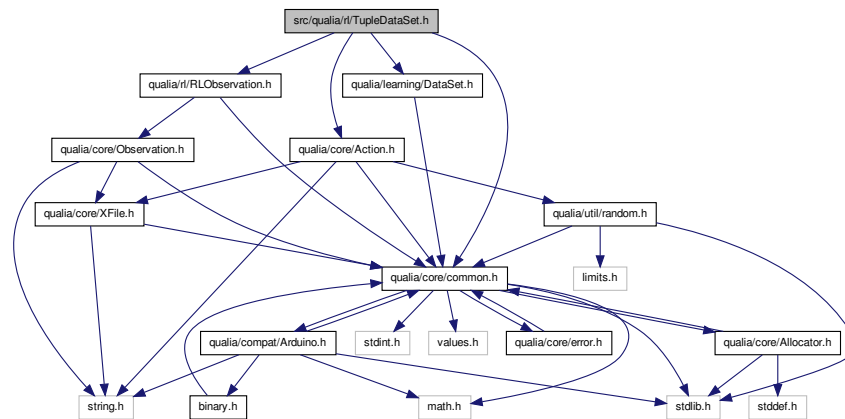 src/qualia/rl/TupleDataSet.h
qualia/rl/RLObservation.h
qualia/learning/DataSet.h
qualia/core/Observation.h
qualia/core/Action.h
qualia/core/XFile.h
qualia/util/random.h
qualia/core/common.h
limits.h
qualia/compat/Arduino.h
stdint.h
values.h
qualia/core/error.h
qualia/core/Allocator.h
string.h
binary.h
math.h
stdlib.h
stddef.h